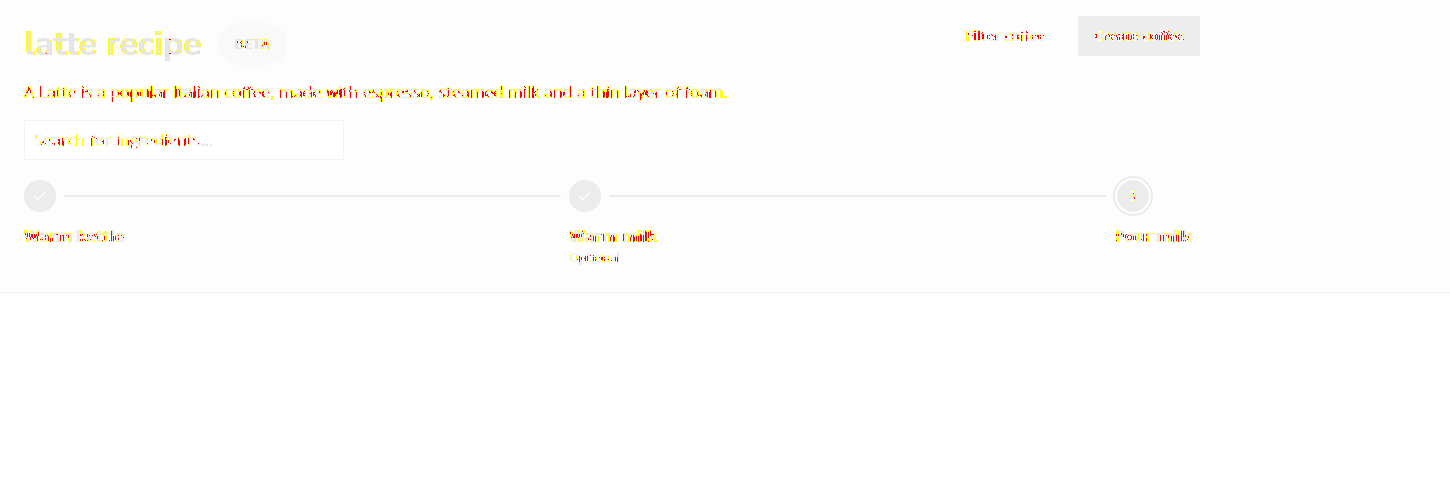 latte recipe BETA
Filter coffee Create coffee
A Latte is a popular Italian coffee, made with espresso, steamed milk and a thin layer of foam.
Search for ingredients...
Warm kettle Warm milk Pour milk
Optional